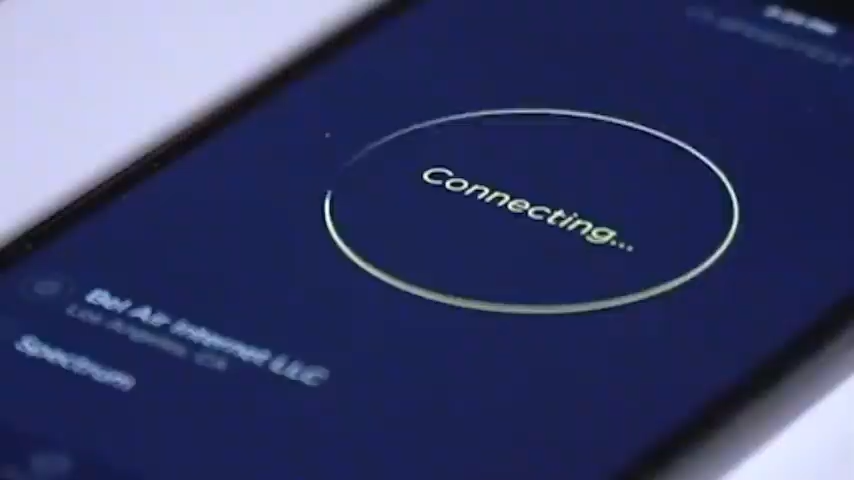 Connecting...
Bel Air Internet LLC
Los Angeles, CA
Spectrum